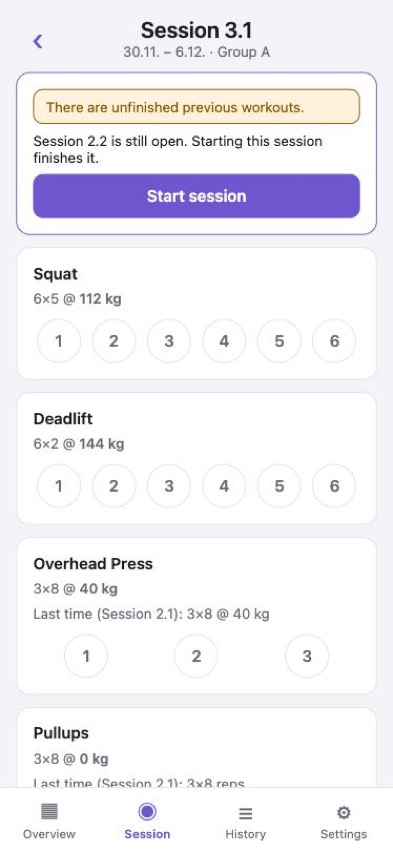 Session 3.1
30.11. – 6.12. · Group A
There are unfinished previous workouts.
Session 2.2 is still open. Starting this session
finishes it.
Start session
Squat
6×5 @ 112 kg
1 2 3 4 5 6
Deadlift
6×2 @ 144 kg
1 2 3 4 5 6
Overhead Press
3×8 @ 40 kg
Last time (Session 2.1): 3×8 @ 40 kg
1 2 3
Pullups
3×8 @ 0 kg
Last time (Session 2.1): 3×8 reps
Overview Session History Settings